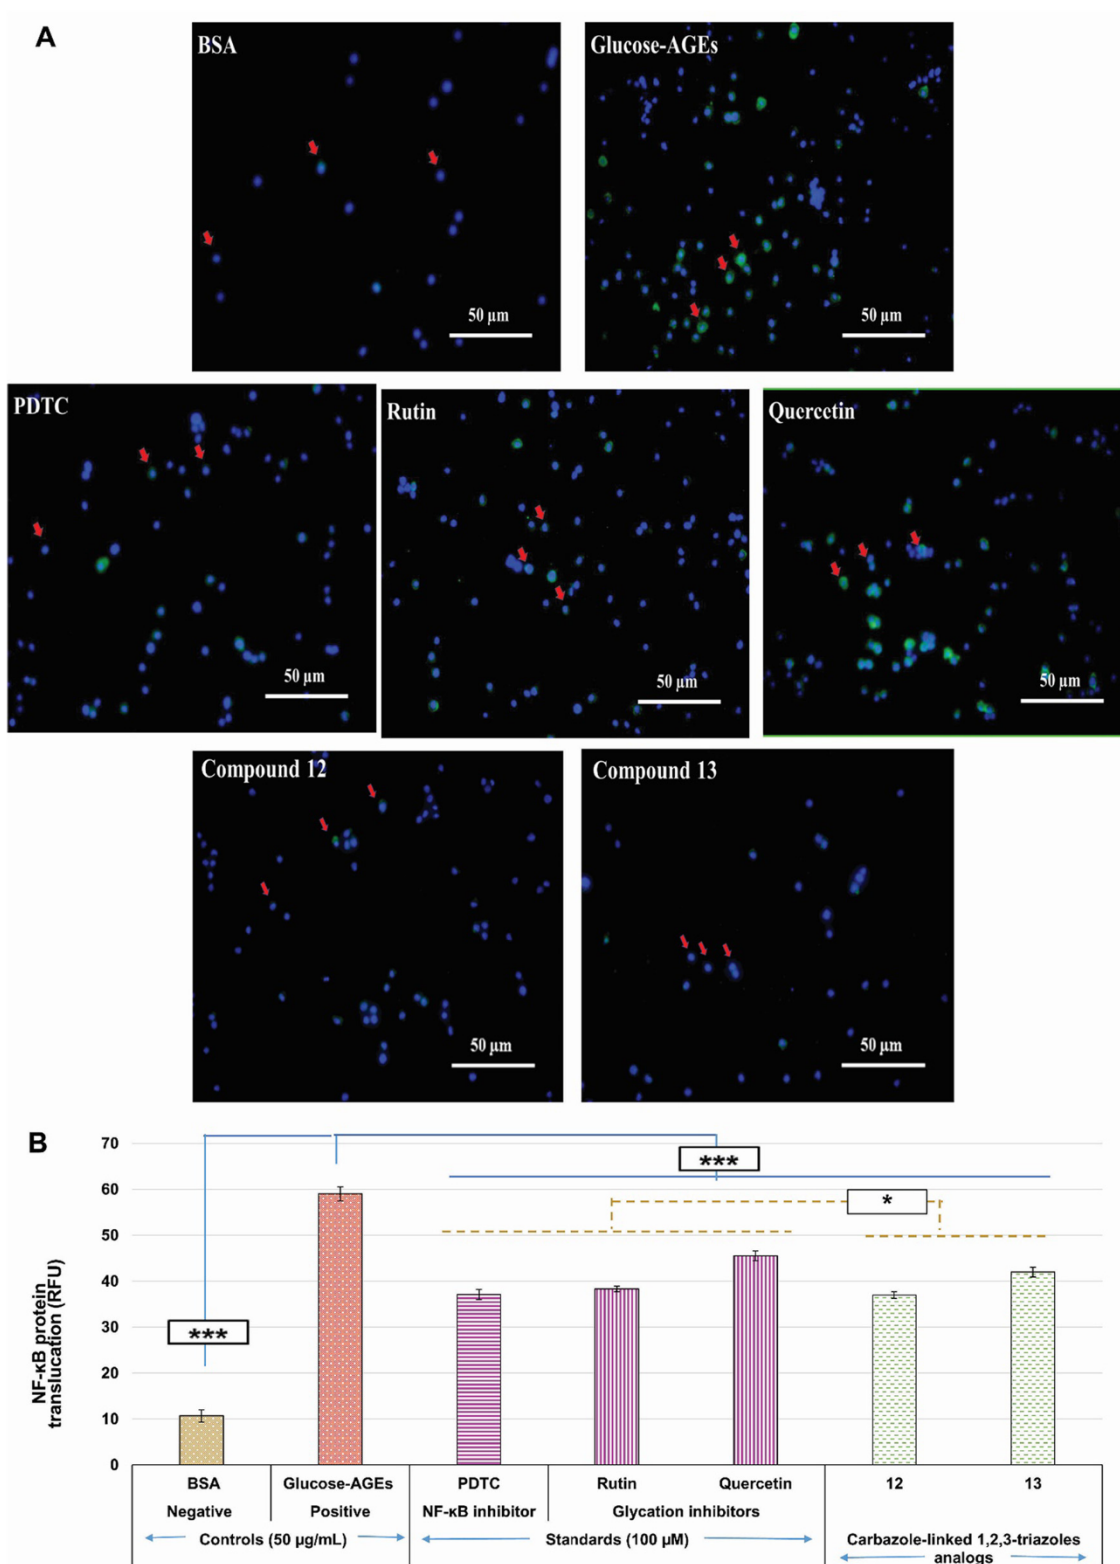 A
BSA
Glucose-AGEs
50 µm
50 µm
PDTC
Rutin
Quercetin
50 µm
50 µm
50 µm
Compound 12
Compound 13
50 µm
50 µm
B
NF-κB protein
translucation (RFU)
70
60
50
40
30
20
10
0
***
***
*
BSA
Glucose-AGEs
PDTC
Rutin
Quercetin
12
13
Negative
Positive
NF-κB inhibitor
Glycation inhibitors
Controls (50 µg/mL)
Standards (100 µM)
Carbazole-linked 1,2,3-triazoles
analogs